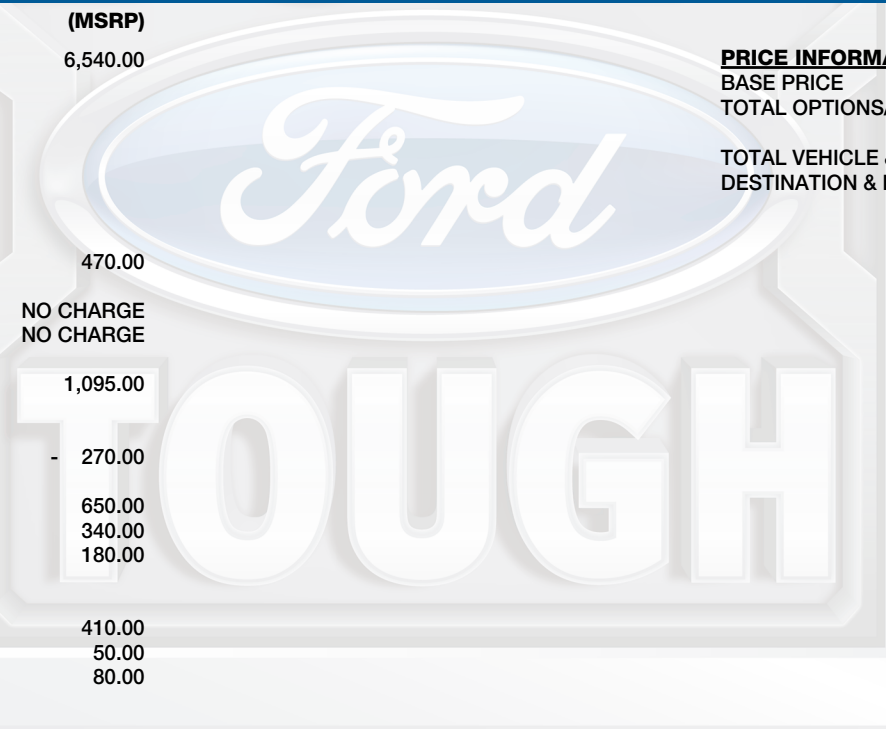 (MSRP)
6,540.00
470.00
NO CHARGE
NO CHARGE
1,095.00
- 270.00
650.00
340.00
180.00
410.00
50.00
80.00
PRICE INFORMA
BASE PRICE
TOTAL OPTIONS
TOTAL VEHICLE &
DESTINATION &
Ford
TOUGH